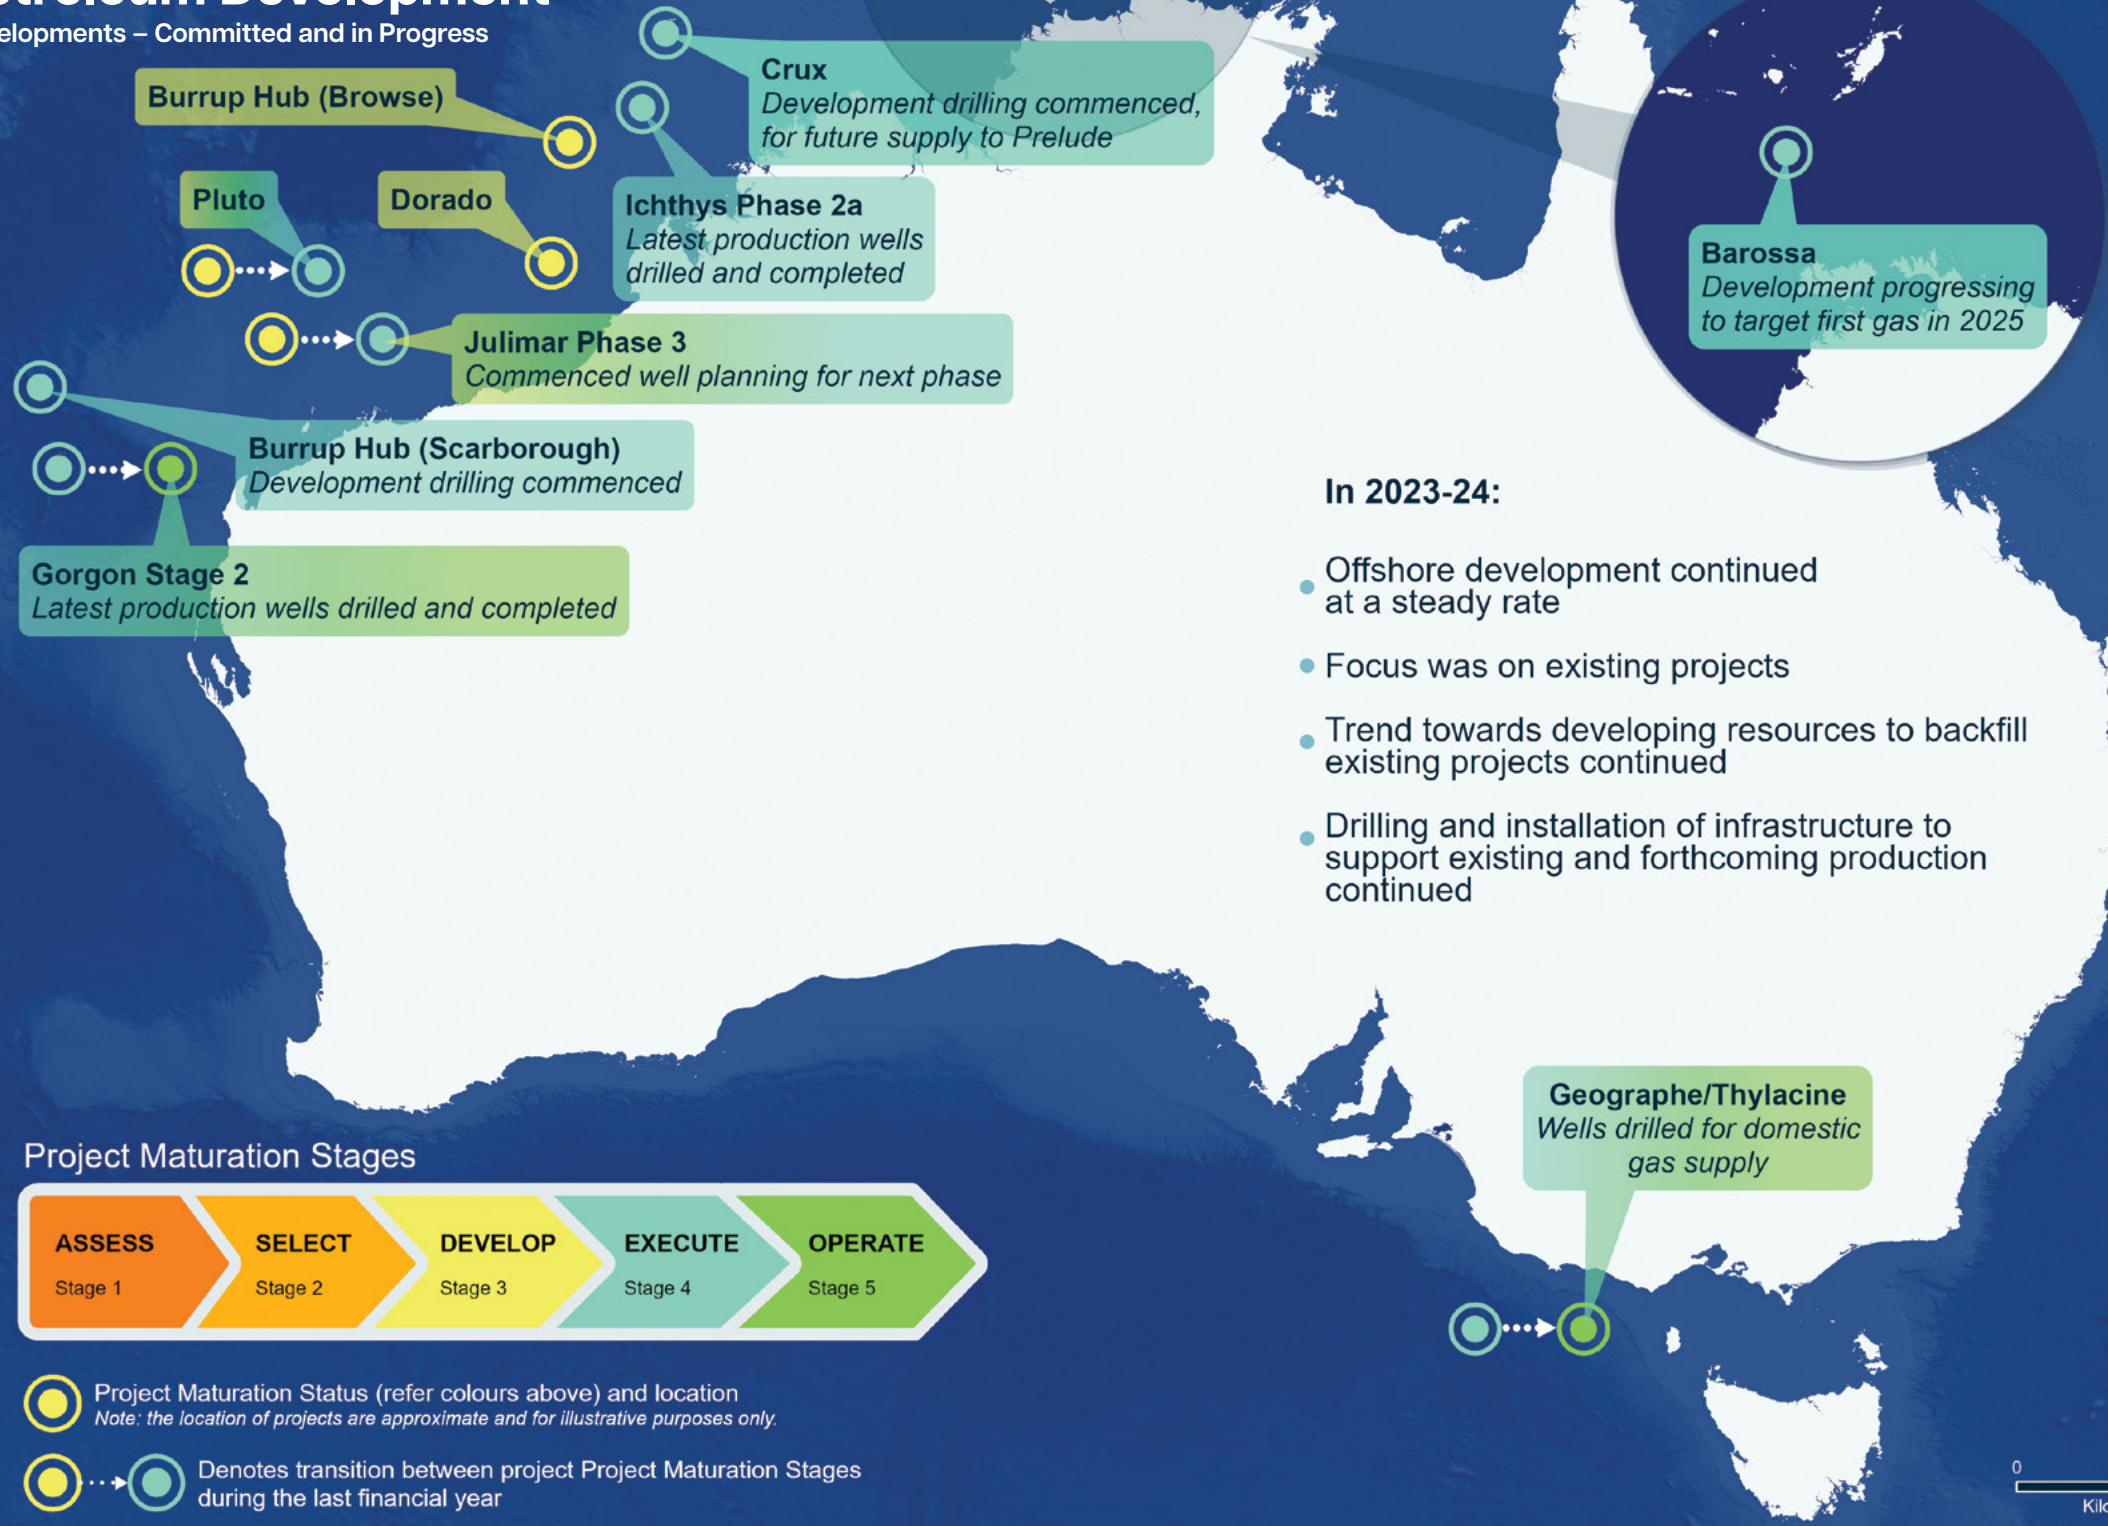 – Committed and in Progress
Crux
Development drilling commenced,
for future supply to Prelude
Burrup Hub (Browse)
Pluto
Dorado
Ichthys Phase 2a
Latest production wells
drilled and completed
Barossa
Development progressing
to target first gas in 2025
Julimar Phase 3
Commenced well planning for next phase
Burrup Hub (Scarborough)
Development drilling commenced
Gorgon Stage 2
Latest production wells drilled and completed
In 2023-24:
Offshore development continued
at a steady rate
Focus was on existing projects
Trend towards developing resources to backfill
existing projects continued
Drilling and installation of infrastructure to
support existing and forthcoming production
continued
Geographe/Thylacine
Wells drilled for domestic
gas supply
Project Maturation Stages
ASSESS
Stage 1
SELECT
Stage 2
DEVELOP
Stage 3
EXECUTE
Stage 4
OPERATE
Stage 5
Project Maturation Status (refer colours above) and location
Note: the location of projects are approximate and for illustrative purposes only.
Denotes transition between project Project Maturation Stages
during the last financial year
0